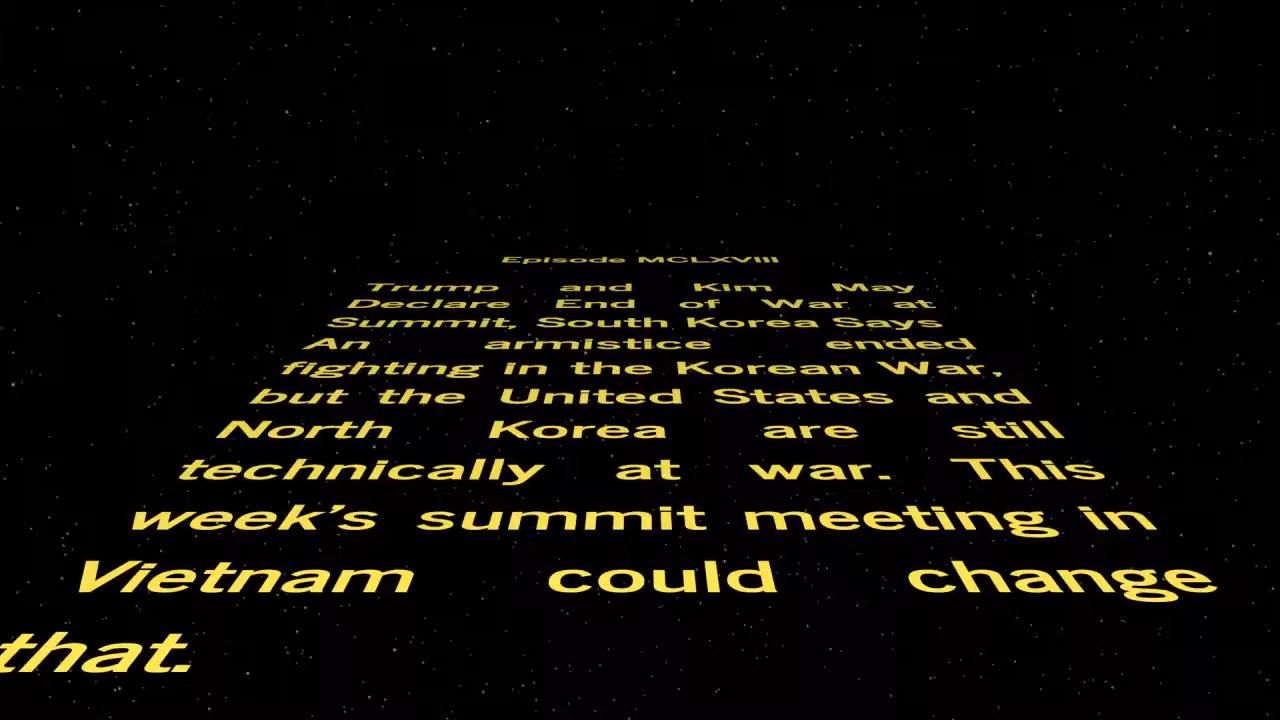 Episode MCLXVIII
Trump and Kim May
Declare End of War at
Summit, South Korea Says
An armistice ended
fighting in the Korean War,
but the United States and
North Korea are still
technically at war. This
week’s summit meeting in
Vietnam could change
that.